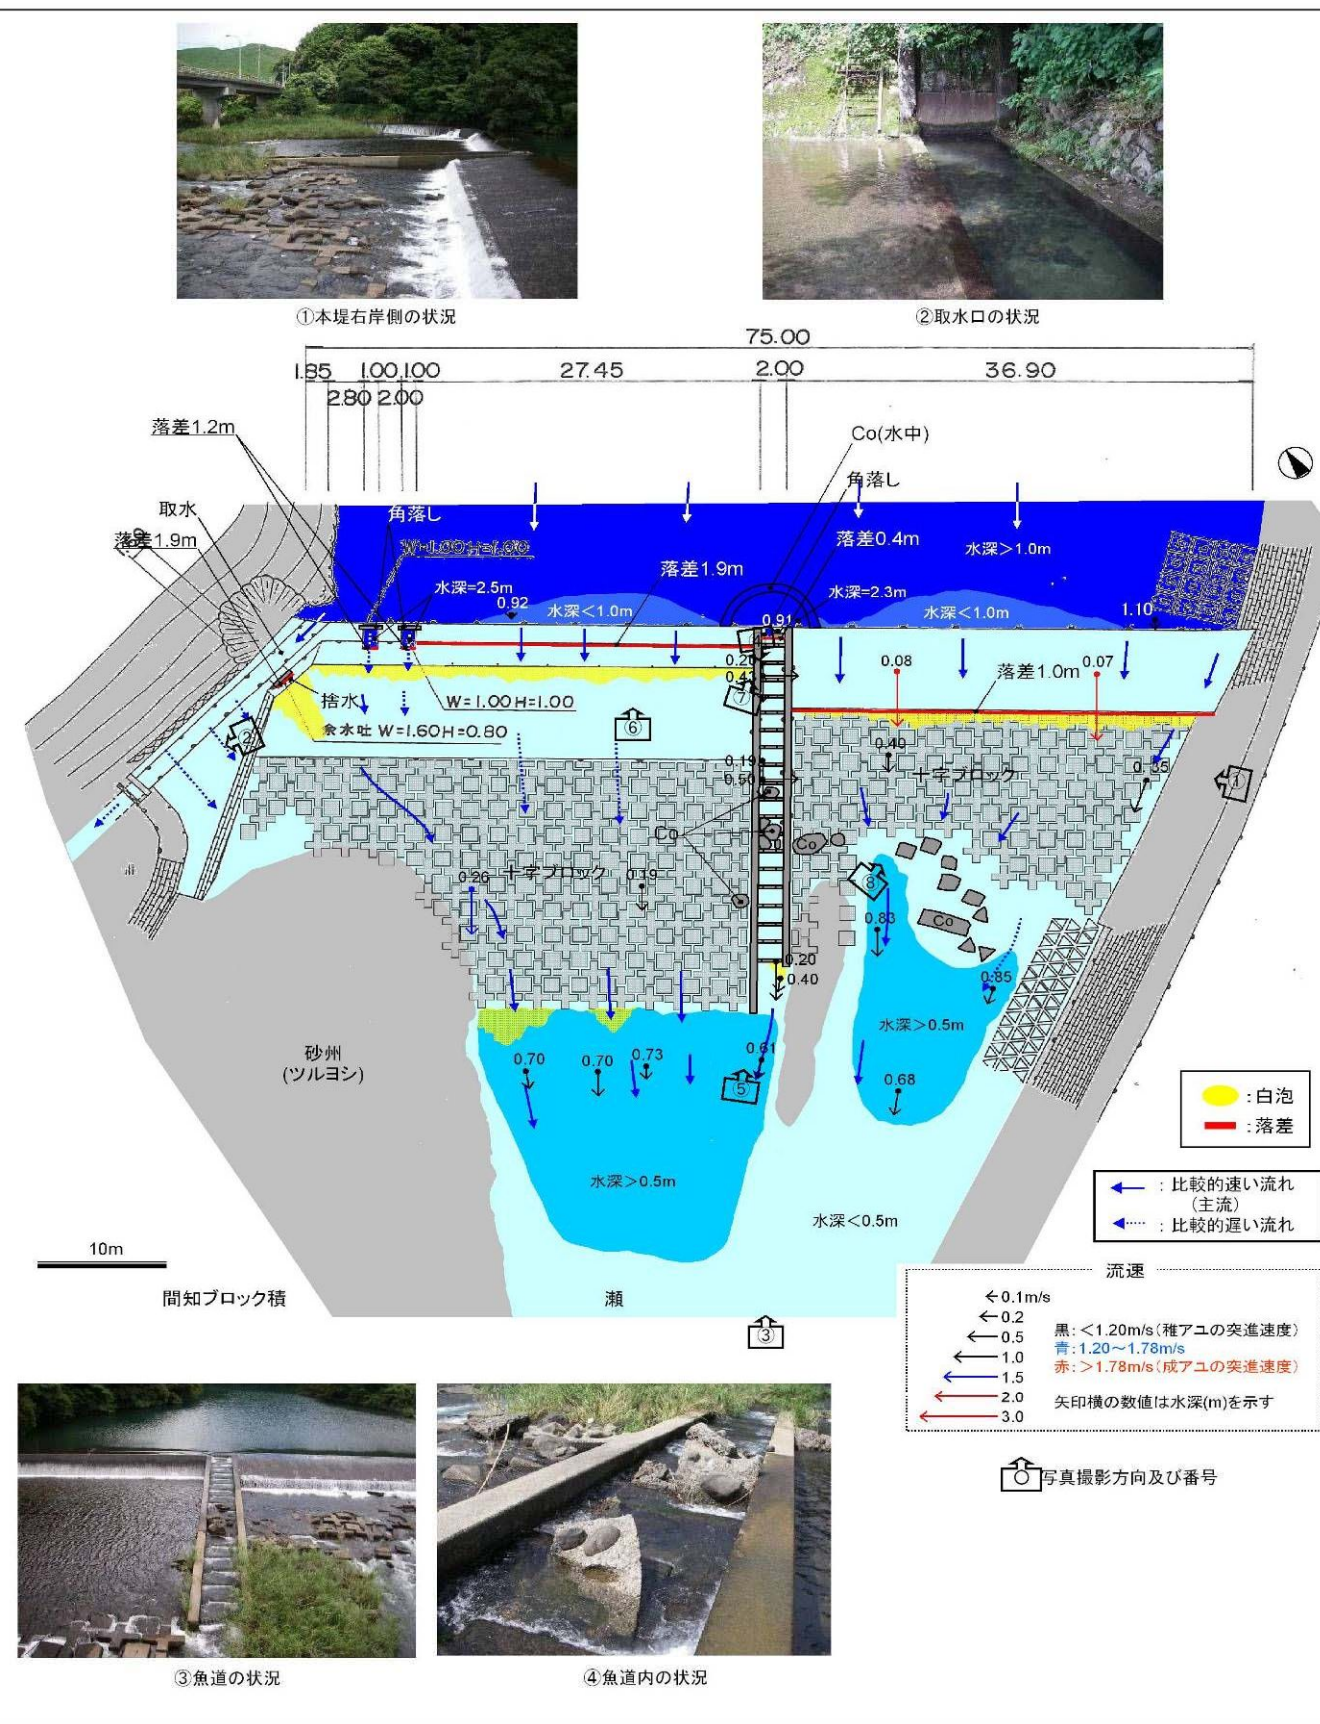 ①本堤右岸側の状況
②取水口の状況
75.00
1.85
1.00
1.00
27.45
2.00
36.90
2.80
2.00
落差1.2m
Co(水中)
角落し
取水
角落し
落差1.9m
W=1.00H=1.00
落差0.4m
水深>1.0m
落差1.9m
水深=2.5m
0.92
水深<1.0m
水深=2.3m
水深<1.0m
1.10
0.91
0.08
0.07
落差1.0m
捨水
W=1.00H=1.00
⑦
⑥
余水吐 W=1.60H=0.80
②
0.40
十字ブロック
0.35
①
0.19
0.50
Co
Co
⑧
0.26
十字ブロック
0.19
Co
0.83
0.20
0.40
0.85
水深>0.5m
砂州
(ツルヨシ)
0.70
0.70
0.73
0.61
⑤
0.68
:白泡
:落差
水深>0.5m
水深<0.5m
:比較的速い流れ
(主流)
:比較的遅い流れ
10m
間知ブロック積
瀬
③
流速
0.1m/s
0.2
0.5
1.0
1.5
2.0
3.0
黒:<1.20m/s(稚アユの突進速度)
青:1.20~1.78m/s
赤:>1.78m/s(成アユの突進速度)
矢印横の数値は水深(m)を示す
写真撮影方向及び番号
③魚道の状況
④魚道内の状況